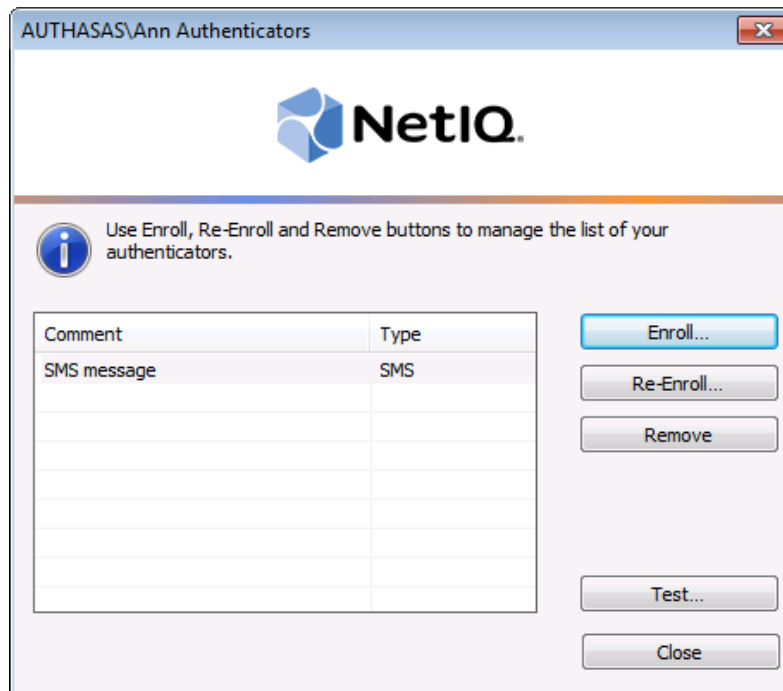 AUTHASAS\Ann Authenticators
NetIQ.
Use Enroll, Re-Enroll and Remove buttons to manage the list of your
authenticators.
Comment Type
SMS message SMS
Enroll...
Re-Enroll...
Remove
Test...
Close